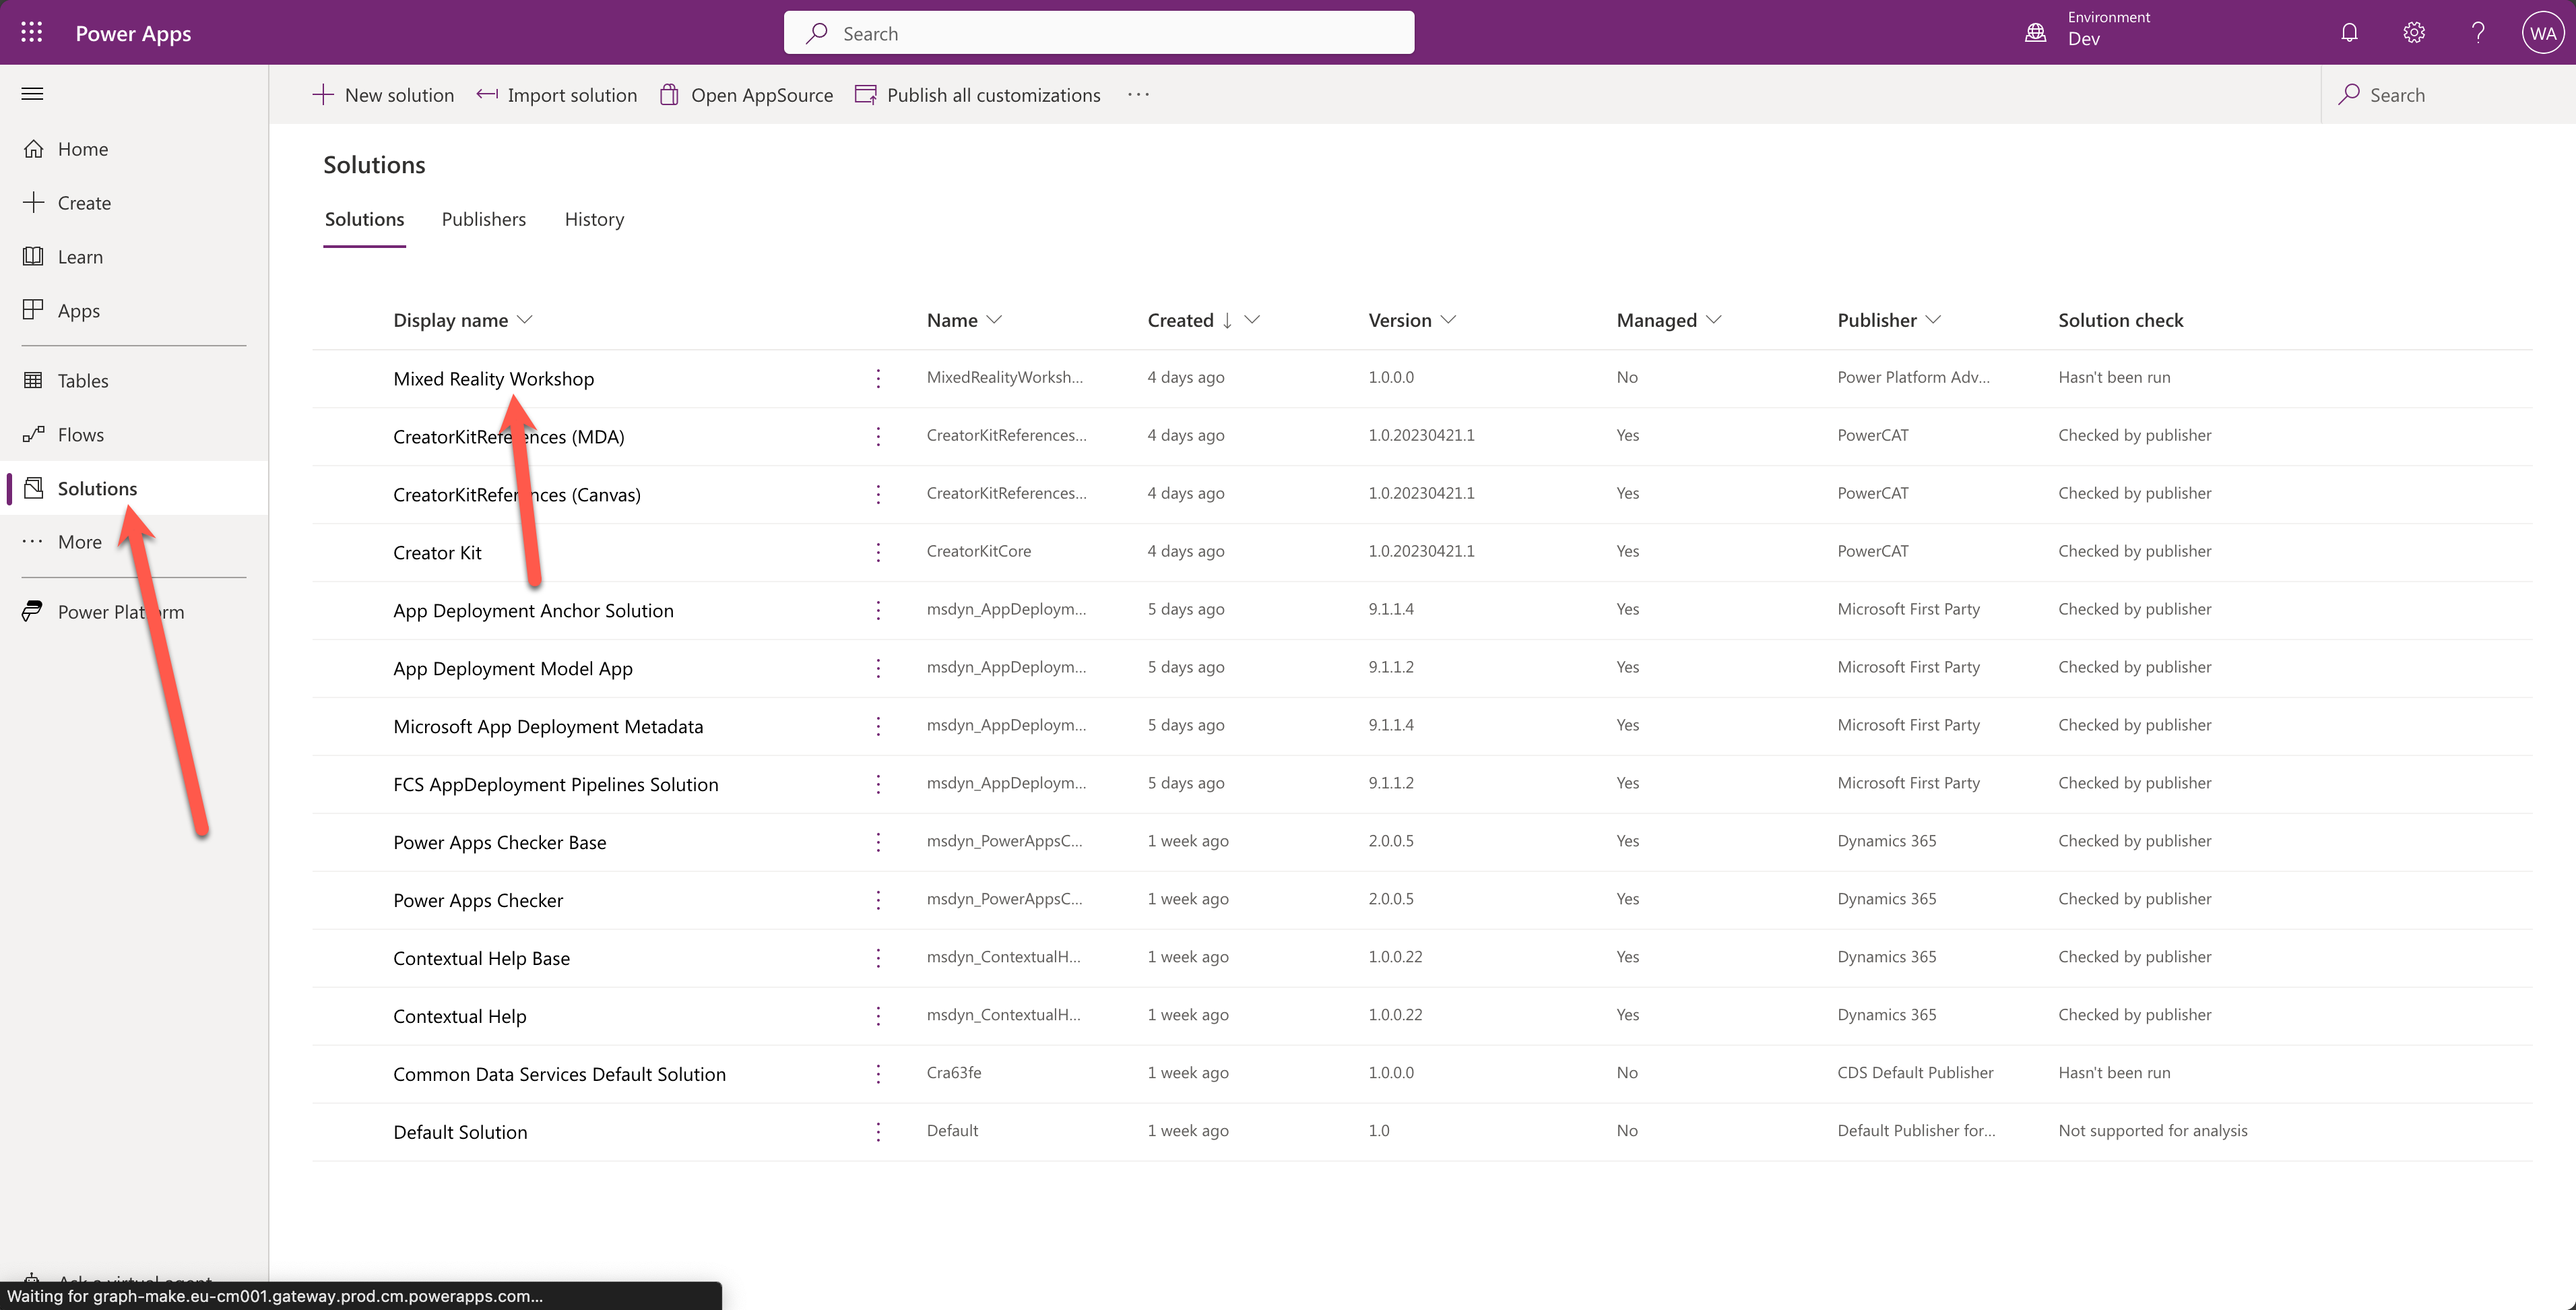 Power Apps
Search
Environment
Dev
WA
New solution
Import solution
Open AppSource
Publish all customizations
Search
Home
Create
Learn
Apps
Tables
Flows
Solutions
More
Power Platform
Solutions
Solutions Publishers History
Display name Name Created Version Managed Publisher Solution check
Mixed Reality Workshop MixedRealityWorksh... 4 days ago 1.0.0.0 No Power Platform Adv... Hasn't been run
CreatorKitReferences (MDA) CreatorKitReferences... 4 days ago 1.0.20230421.1 Yes PowerCAT Checked by publisher
CreatorKitReferences (Canvas) CreatorKitReferences... 4 days ago 1.0.20230421.1 Yes PowerCAT Checked by publisher
Creator Kit CreatorKitCore 4 days ago 1.0.20230421.1 Yes PowerCAT Checked by publisher
App Deployment Anchor Solution msdyn_AppDeploym... 5 days ago 9.1.1.4 Yes Microsoft First Party Checked by publisher
App Deployment Model App msdyn_AppDeploym... 5 days ago 9.1.1.2 Yes Microsoft First Party Checked by publisher
Microsoft App Deployment Metadata msdyn_AppDeploym... 5 days ago 9.1.1.4 Yes Microsoft First Party Checked by publisher
FCS AppDeployment Pipelines Solution msdyn_AppDeploym... 5 days ago 9.1.1.2 Yes Microsoft First Party Checked by publisher
Power Apps Checker Base msdyn_PowerAppsC... 1 week ago 2.0.0.5 Yes Dynamics 365 Checked by publisher
Power Apps Checker msdyn_PowerAppsC... 1 week ago 2.0.0.5 Yes Dynamics 365 Checked by publisher
Contextual Help Base msdyn_ContextualH... 1 week ago 1.0.0.22 Yes Dynamics 365 Checked by publisher
Contextual Help msdyn_ContextualH... 1 week ago 1.0.0.22 Yes Dynamics 365 Checked by publisher
Common Data Services Default Solution Cra63fe 1 week ago 1.0.0.0 No CDS Default Publisher Hasn't been run
Default Solution Default 1 week ago 1.0 No Default Publisher for... Not supported for analysis
Ask a virtual agent
Waiting for graph-make.eu-cm001.gateway.prod.cm.powerapps.com...